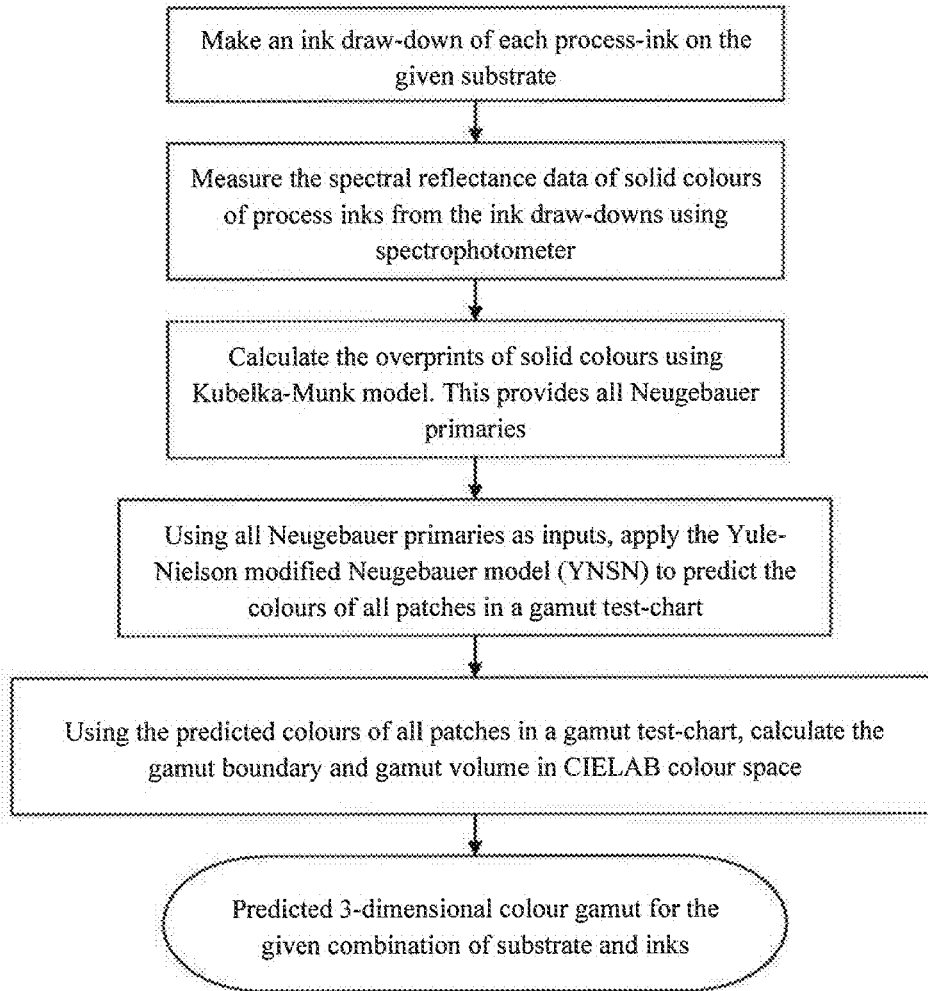 Make an ink draw-down of each process-ink on the
given substrate
Measure the spectral reflectance data of solid colours
of process inks from the ink draw-downs using
spectrophotometer
Calculate the overprints of solid colours using
Kubelka-Munk model. This provides all Neugebauer
primaries
Using all Neugebauer primaries as inputs, apply the Yule-
Nielson modified Neugebauer model (YNSN) to predict the
colours of all patches in a gamut test-chart
Using the predicted colours of all patches in a gamut test-chart, calculate the
gamut boundary and gamut volume in CIELAB colour space
Predicted 3-dimensional colour gamut for the
given combination of substrate and inks